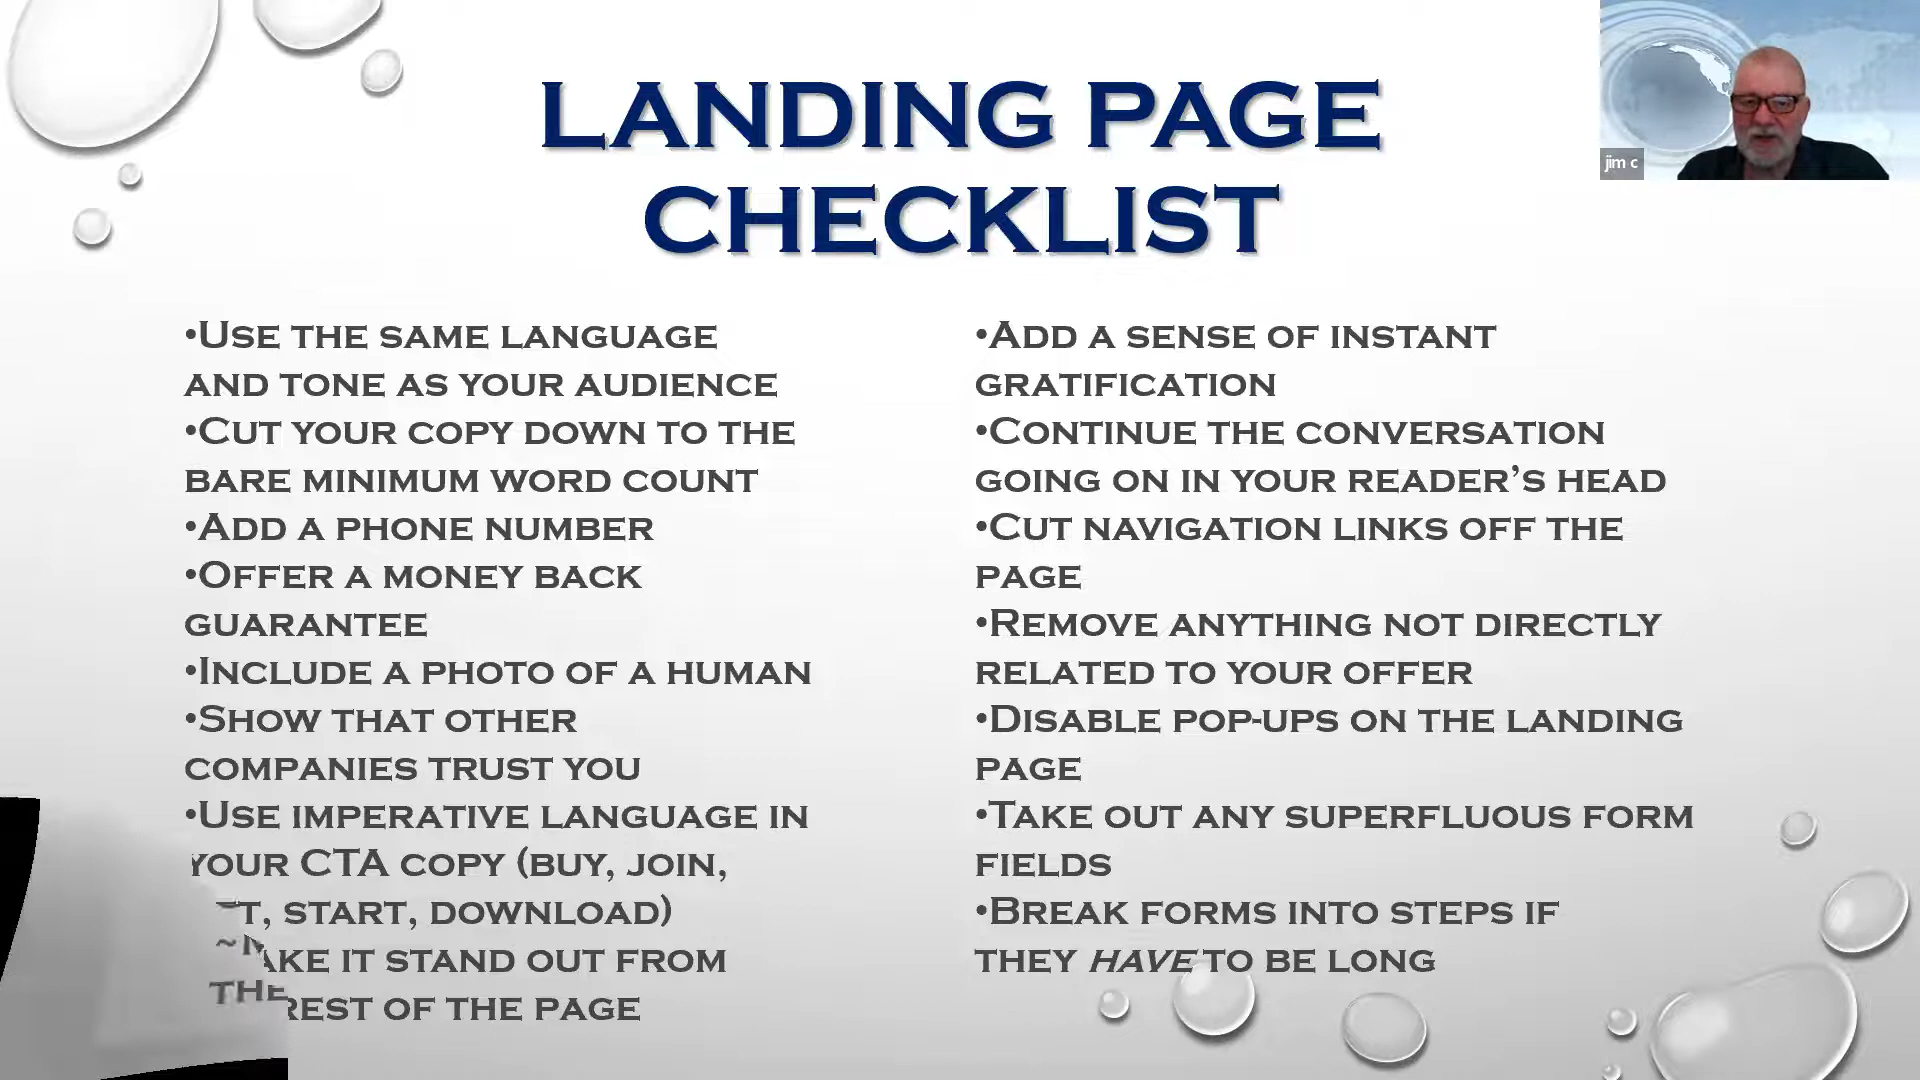 LANDING PAGE
CHECKLIST
jim c
•USE THE SAME LANGUAGE
AND TONE AS YOUR AUDIENCE
•CUT YOUR COPY DOWN TO THE
BARE MINIMUM WORD COUNT
•ADD A PHONE NUMBER
•OFFER A MONEY BACK
GUARANTEE
•INCLUDE A PHOTO OF A HUMAN
•SHOW THAT OTHER
COMPANIES TRUST YOU
•USE IMPERATIVE LANGUAGE IN
YOUR CTA COPY (BUY, JOIN,
START, DOWNLOAD)
~MAKE IT STAND OUT FROM
THE REST OF THE PAGE
•ADD A SENSE OF INSTANT
GRATIFICATION
•CONTINUE THE CONVERSATION
GOING ON IN YOUR READER’S HEAD
•CUT NAVIGATION LINKS OFF THE
PAGE
•REMOVE ANYTHING NOT DIRECTLY
RELATED TO YOUR OFFER
•DISABLE POP-UPS ON THE LANDING
PAGE
•TAKE OUT ANY SUPERFLUOUS FORM
FIELDS
•BREAK FORMS INTO STEPS IF
THEY HAVE TO BE LONG